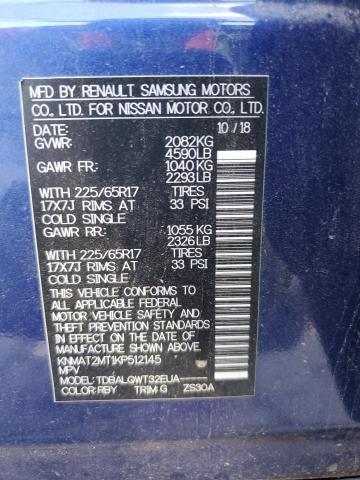 MFD BY RENAULT SAMSUNG MOTORS
CO., LTD. FOR NISSAN MOTOR CO., LTD.
DATE: 10 / 18
GVWR: 2082KG
4590LB
GAWR FR: 1040 KG
2293LB
WITH 225/65R17 TIRES
17X7J RIMS AT 33 PSI
COLD SINGLE
GAWR RR: 1055 KG
2326LB
WITH 225/65R17 TIRES
17X7J RIMS AT 33 PSI
COLD SINGLE
THIS VEHICLE CONFORMS TO
ALL APPLICABLE FEDERAL
MOTOR VEHICLE SAFETY
STANDARDS IN EFFECT ON THE
DATE OF MANUFACTURE
SHOWN ABOVE.
KNMAT2MT1KP512145
MPV
MODEL: TDBALGWT32EUA-----
COLOR: RBY TRIM G ZS30A